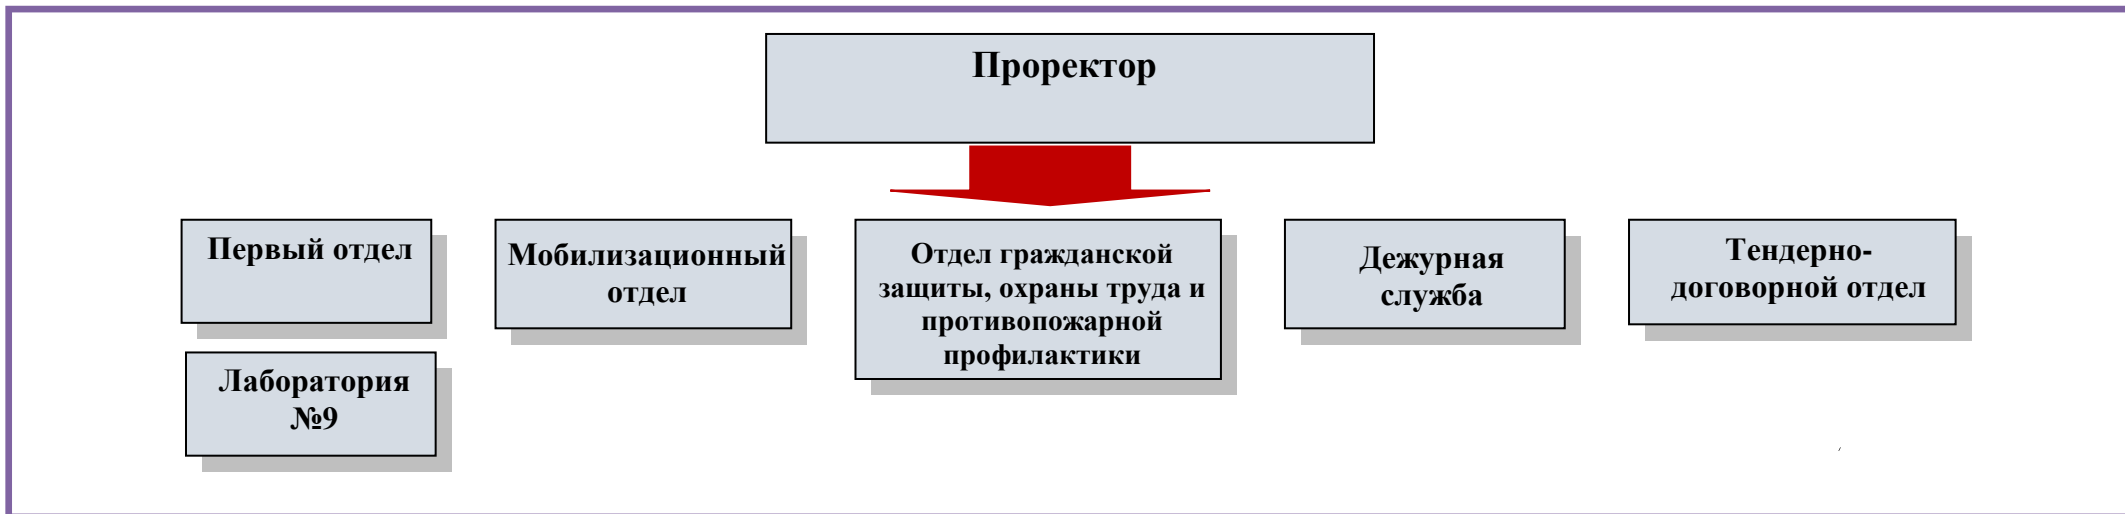 Проректор
Первый отдел
Мобилизационный
отдел
Отдел гражданской
защиты, охраны труда и
противопожарной
профилактики
Дежурная
служба
Тендерно-
договорной отдел
Лаборатория
№9